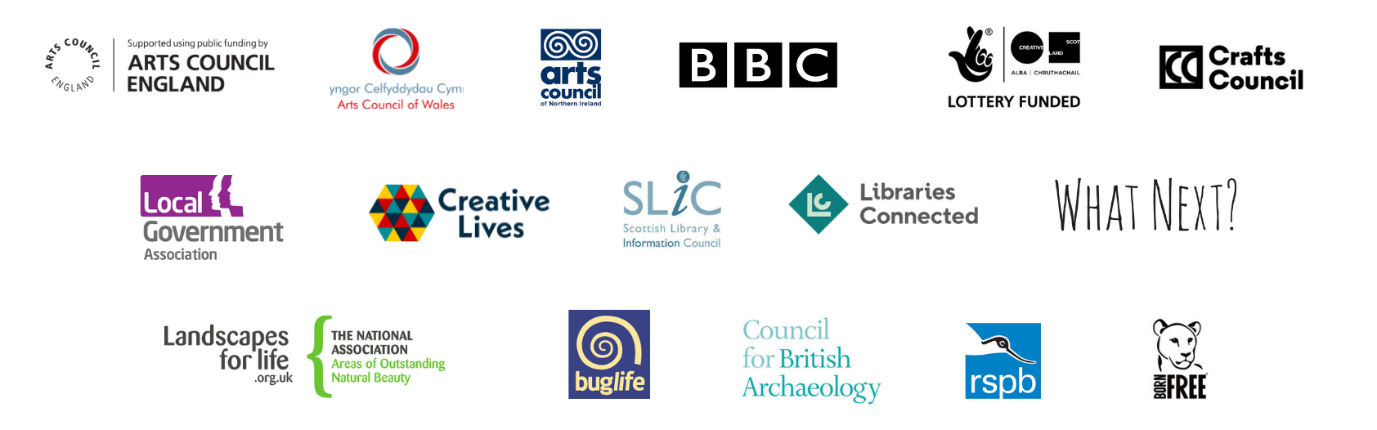 ARTS COUNCIL
ENGLAND
Supported using public funding by
ARTS COUNCIL
ENGLAND
yngor Celfyddydau Cym
Arts Council of Wales
arts
council
of Northern Ireland
BBC
®
CREATIVE
SCOT
LAND
ALBA | CHRUTHACHAIL
LOTTERY FUNDED
Crafts
Council
Local
Government
Association
Creative
Lives
SLiC
Scottish Library &
Information Council
LC
Libraries
Connected
WHAT NEXT?
Landscapes
for life
.org.uk
THE NATIONAL
ASSOCIATION
Areas of Outstanding
Natural Beauty
buglife
Council
for British
Archaeology
rspb
BORN
FREE